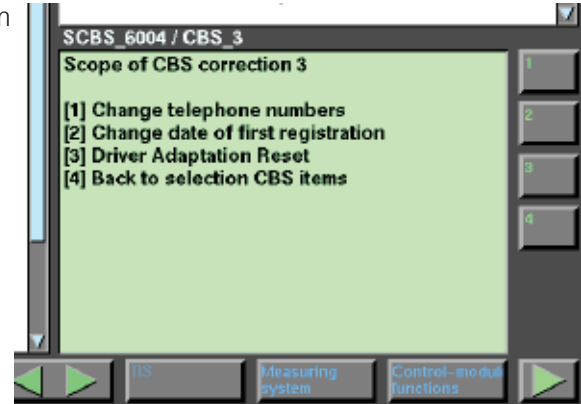 n
SCBS_6004 / CBS_3
Scope of CBS correction 3
[1] Change telephone numbers
[2] Change date of first registration
[3] Driver Adaptation Reset
[4] Back to selection CBS items
1
2
3
4
TIS
Measuring
system
Control-modul
functions